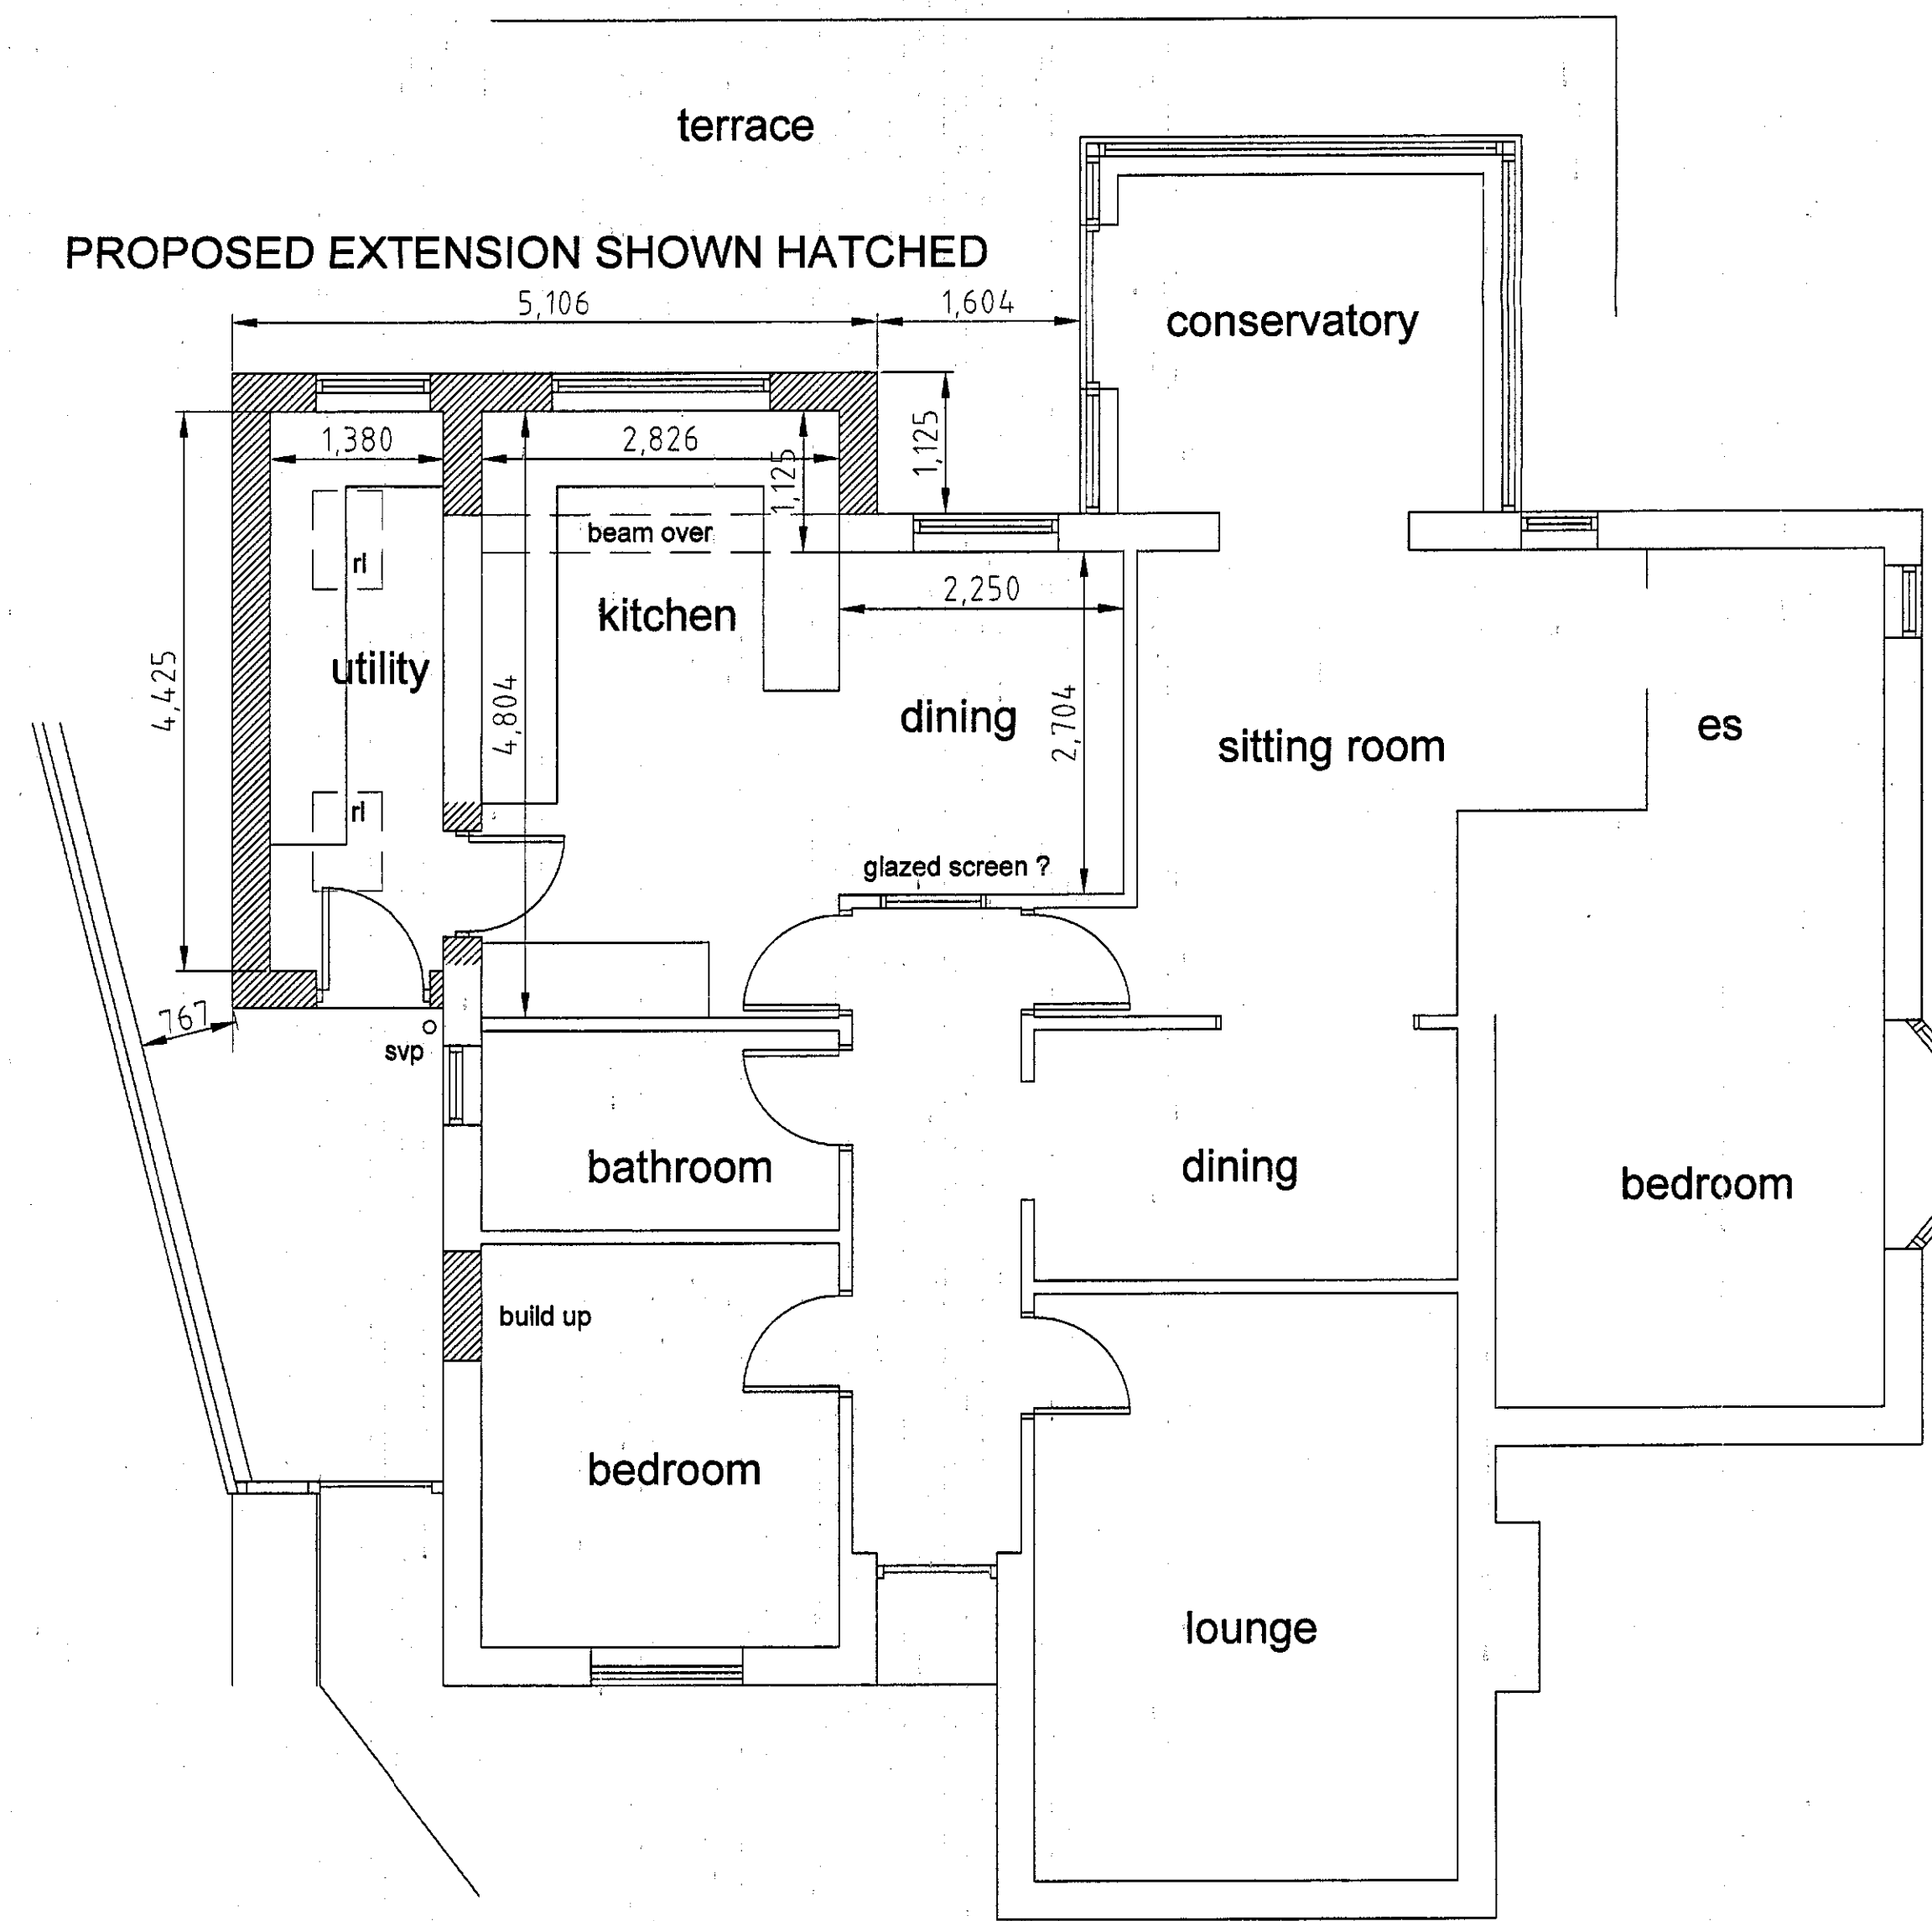 terrace
PROPOSED EXTENSION SHOWN HATCHED
5,106
1,604
conservatory
1,380
2,826
1,125
1,125
beam over
rl
kitchen
2,250
utility
4,425
4,804
dining
2,704
sitting room
es
rl
glazed screen ?
767
svp
bathroom
dining
bedroom
build up
bedroom
lounge